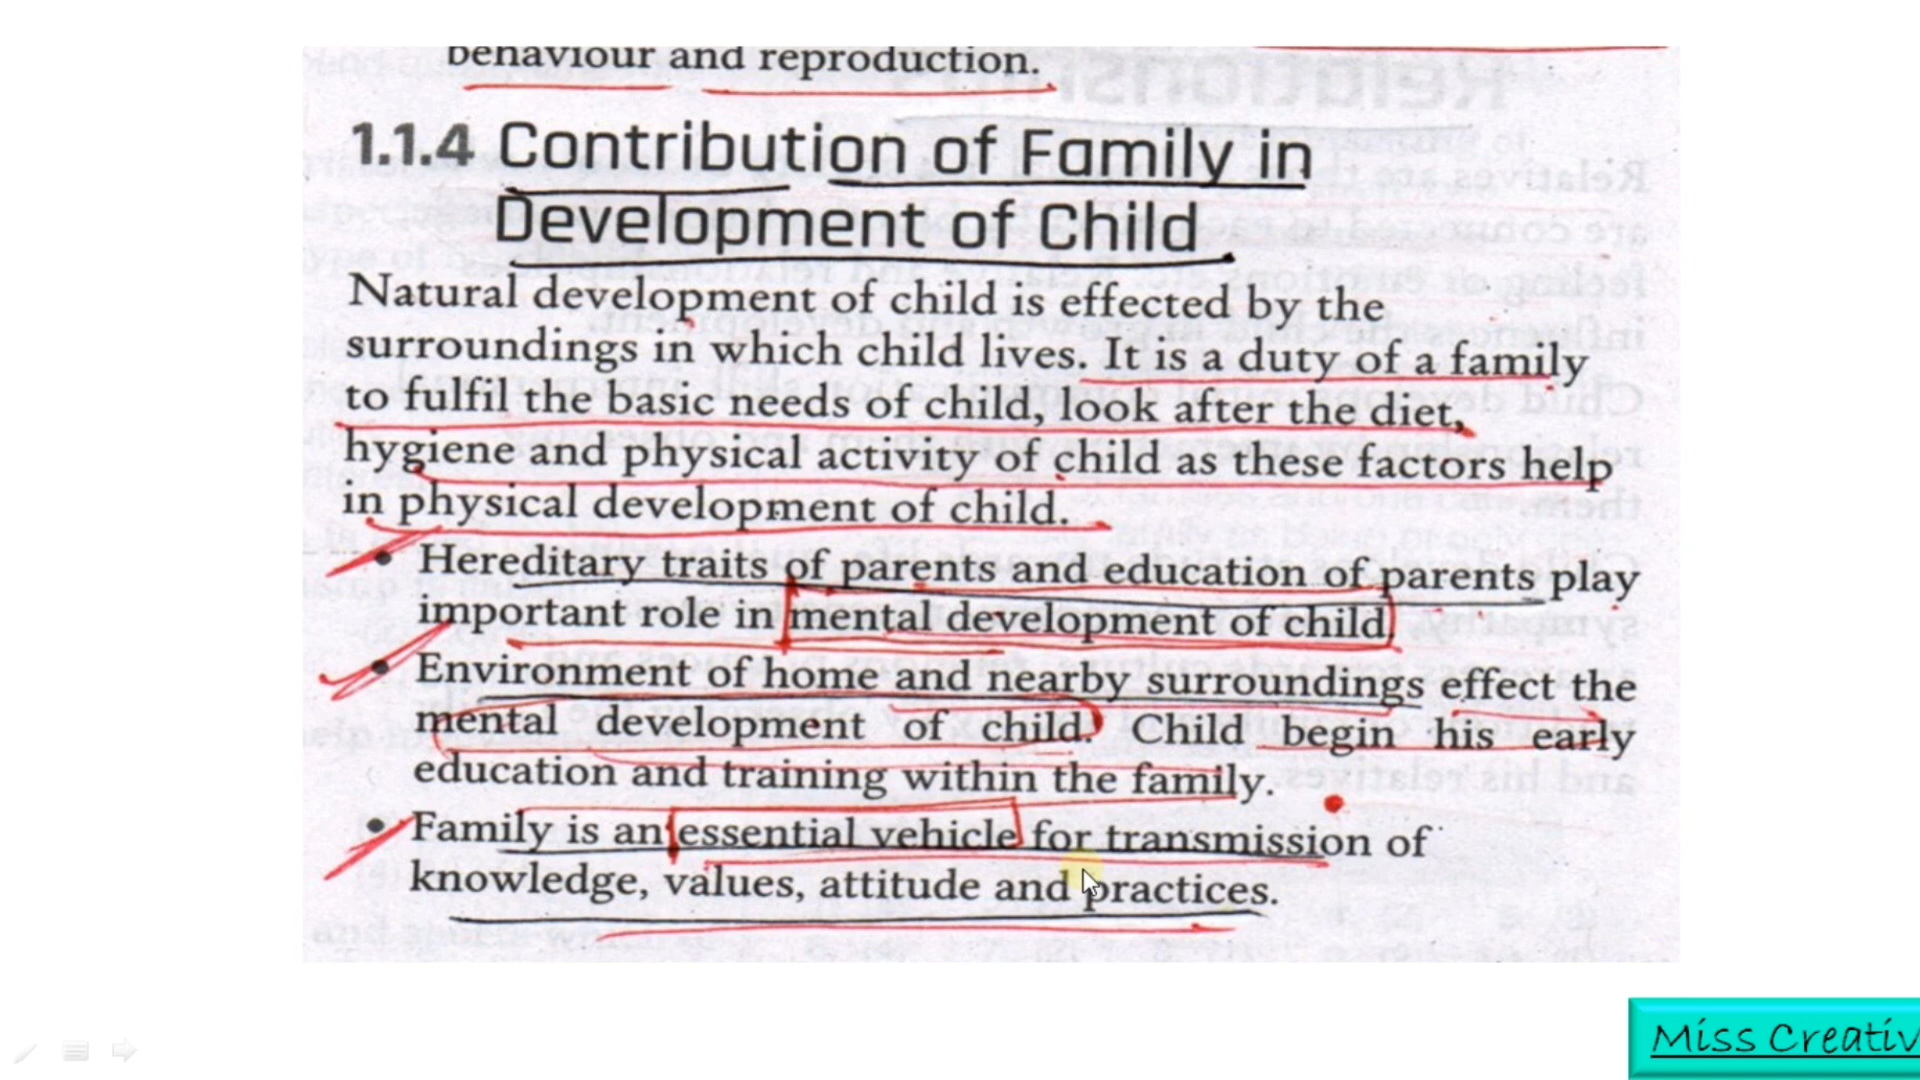 behaviour and reproduction.
1.1.4 Contribution of Family in
Development of Child
Natural development of child is effected by the
surroundings in which child lives. It is a duty of a family
to fulfil the basic needs of child, look after the diet,
hygiene and physical activity of child as these factors help
in physical development of child.
• Hereditary traits of parents and education of parents play
important role in mental development of child.
• Environment of home and nearby surroundings effect the
mental development of child. Child begin his early
education and training within the family.
• Family is an essential vehicle for transmission of
knowledge, values, attitude and practices.
Miss Creativ